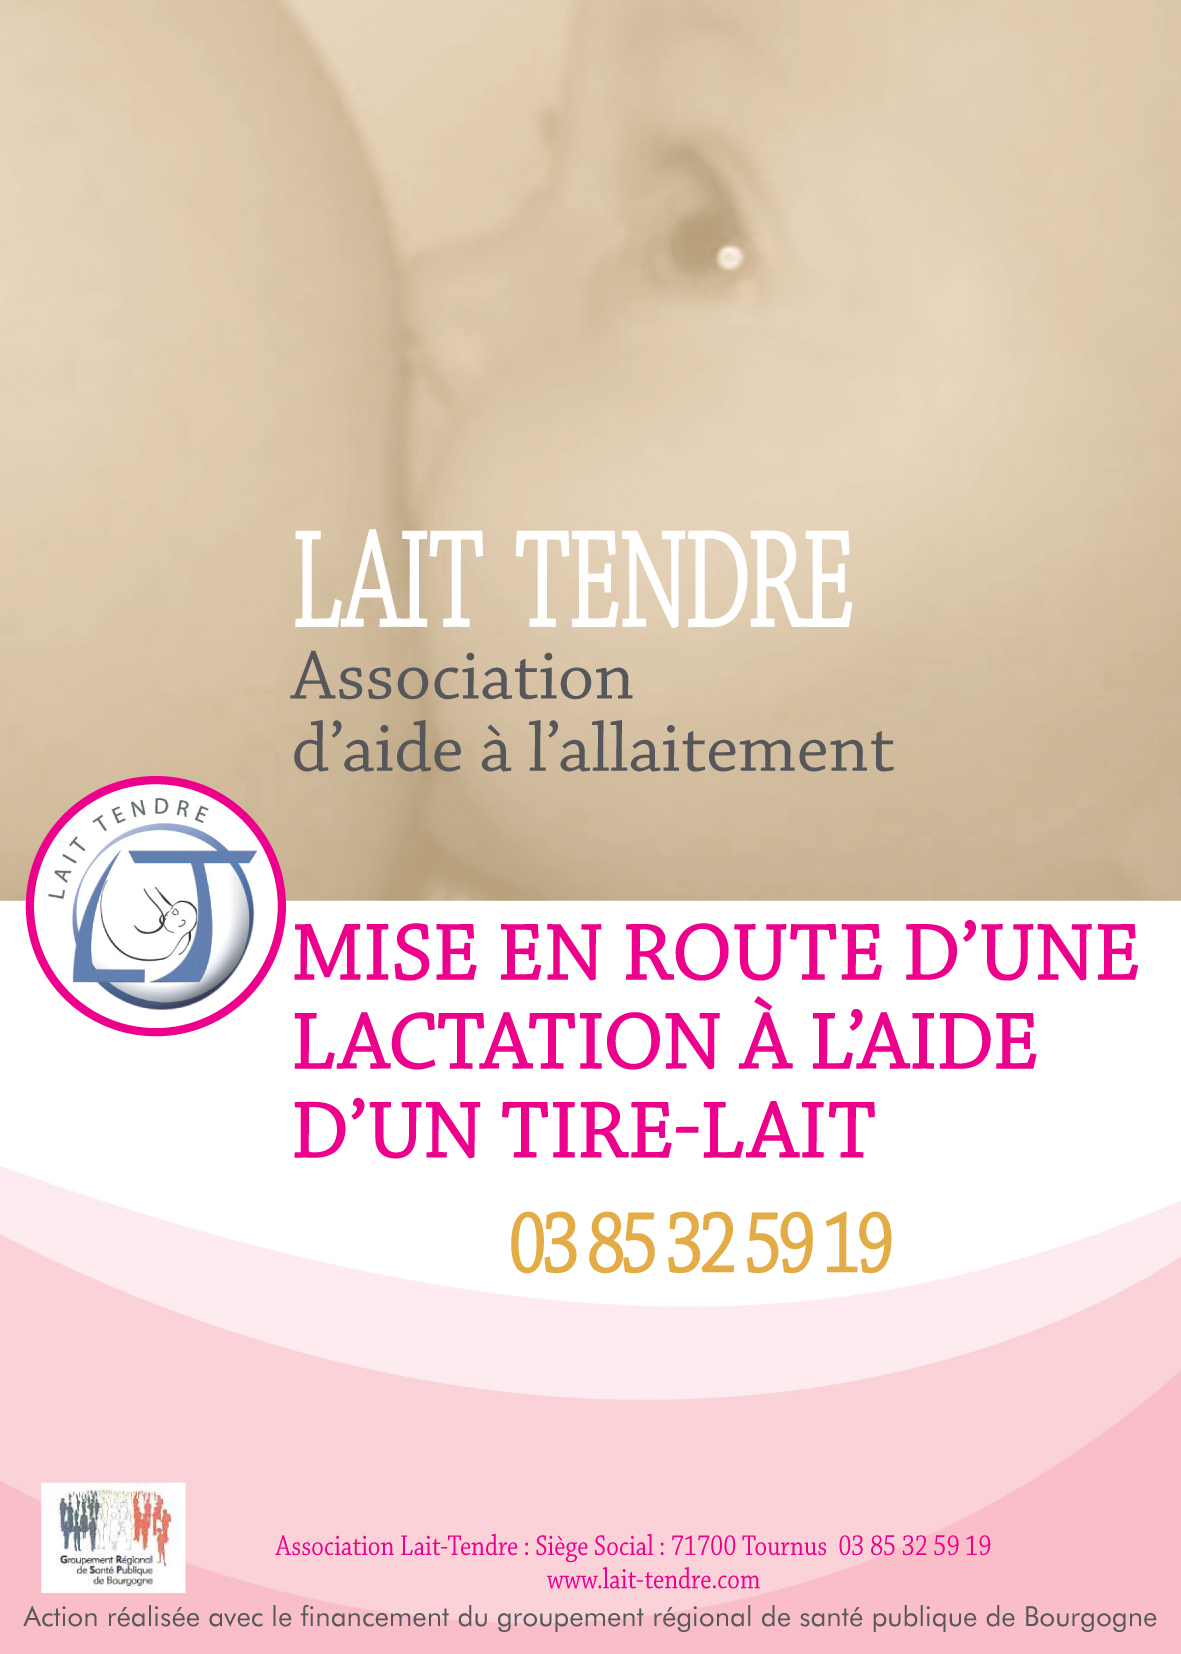 LAIT TENDRE
Association
d’aide à l’allaitement
LAIT TENDRE
LT
MISE EN ROUTE D’UNE
LACTATION À L’AIDE
D’UN TIRE-LAIT
03 85 32 59 19
Groupement Régional
de Santé Publique
de Bourgogne
Association Lait-Tendre : Siège Social : 71700 Tournus 03 85 32 59 19
www.lait-tendre.com
Action réalisée avec le financement du groupement régional de santé publique de Bourgogne